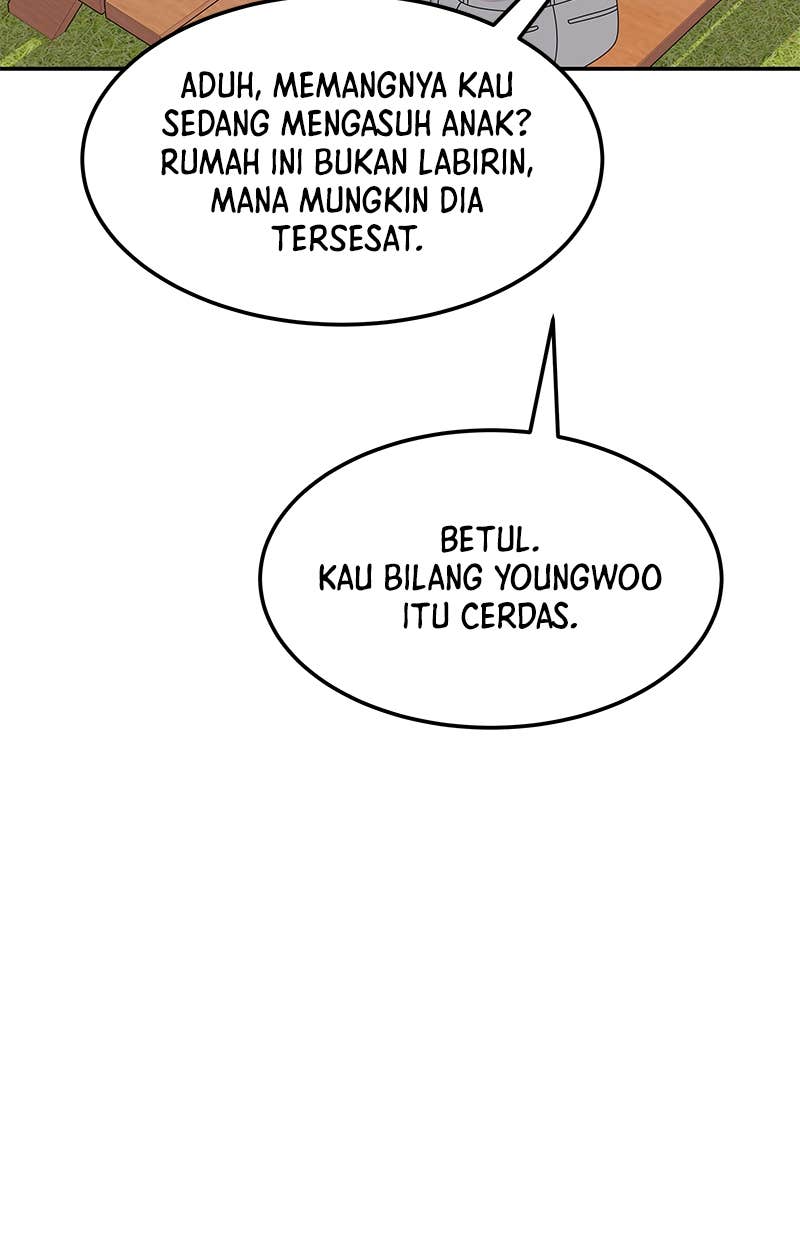 ADUH, MEMANGNYA KAU
SEDANG MENGASUH ANAK?
RUMAH INI BUKAN LABIRIN,
MANA MUNGKIN DIA
TERSESAT.
BETUL.
KAU BILANG YOUNGWOO
ITU CERDAS.